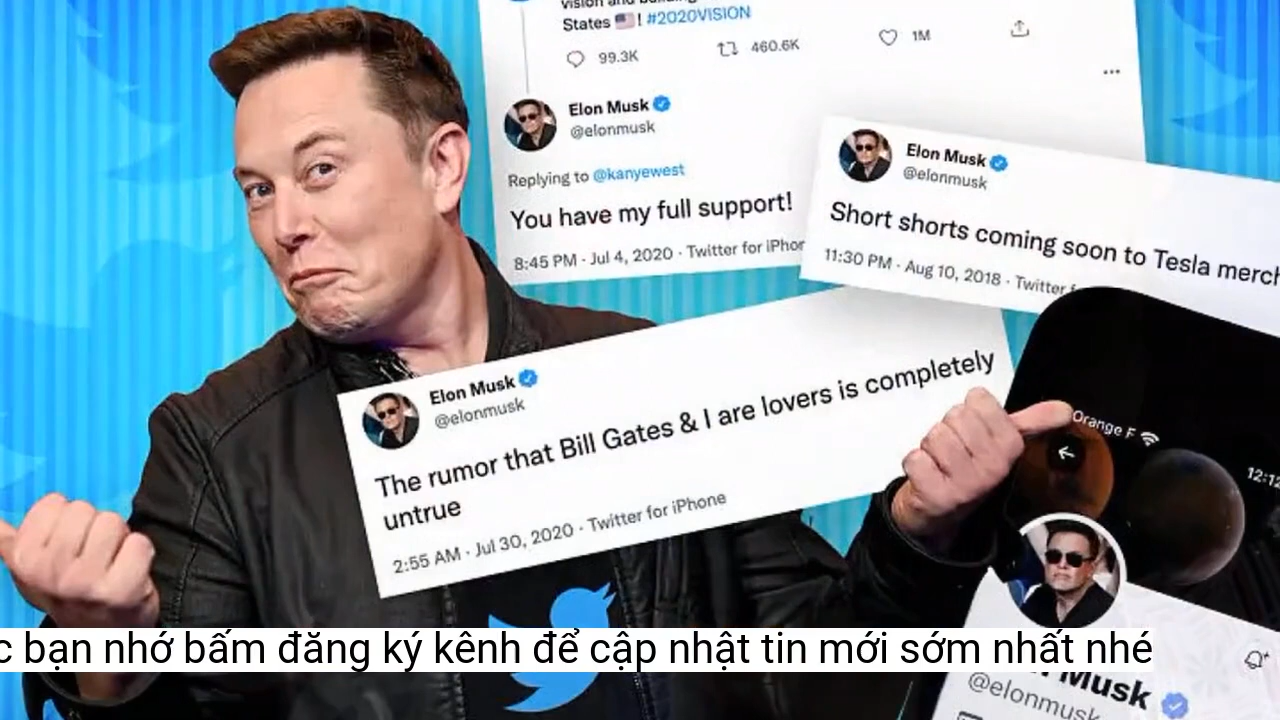 States 🇺🇸! #2020VISION
99.3K
460.6K
1M
Elon Musk
@elonmusk
Replying to @kanyewest
You have my full support!
8:45 PM · Jul 4, 2020 · Twitter for
Elon Musk
@elonmusk
Short shorts coming soon to Tesla merch
11:30 PM · Aug 10, 2018 · Twitter
Elon Musk
@elonmusk
The rumor that Bill Gates & I are lovers is completely
untrue
2:55 AM · Jul 30, 2020 · Twitter for iPhone
Orange F
12:12
bạn nhớ bấm đăng ký kênh để cập nhật tin mới sớm nhất nhé
Musk
@elonmusk